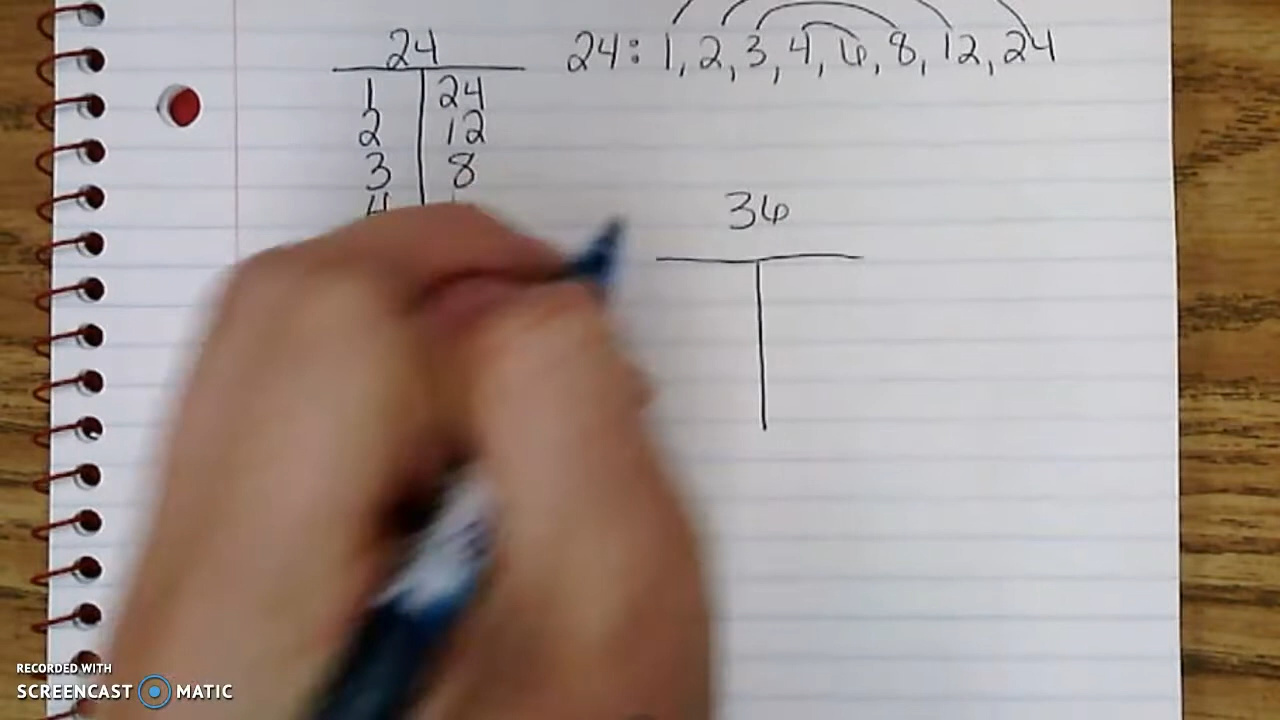 24
24: 1, 2, 3, 4, 6, 8, 12, 24
1 24
2 12
3 8
4
36
RECORDED WITH
SCREENCAST MATIC